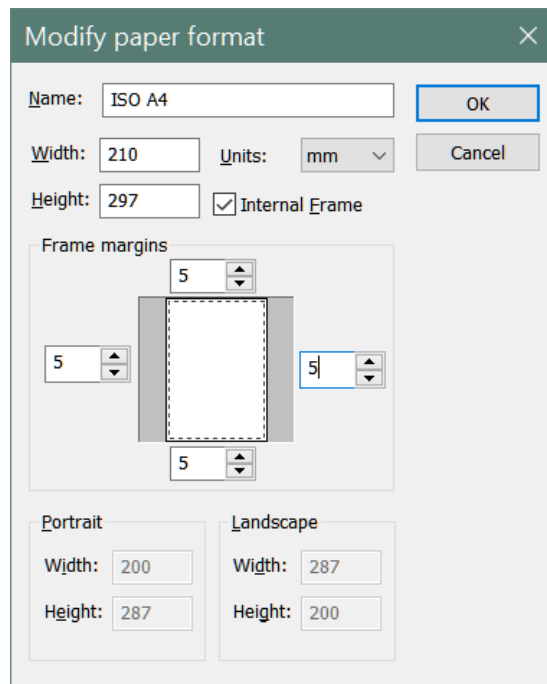 Modify paper format
Name: ISO A4 OK
Width: 210 Units: mm Cancel
Height: 297 Internal Frame
Frame margins
5
5 5
5
Portrait Landscape
Width: 200 Width: 287
Height: 287 Height: 200